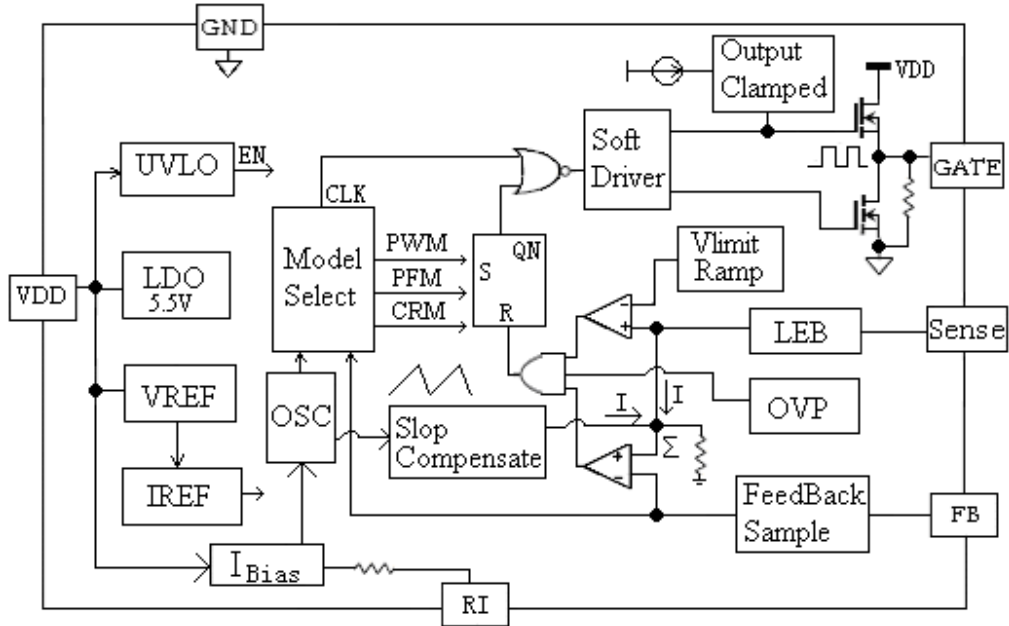 GND
Output
Clamped
VDD
UVLO
EN
Soft
Driver
GATE
CLK
Model
Select
PWM
PFM
CRM
S
QN
R
Vlimit
Ramp
VDD
LDO
5.5V
-
+
LEB
Sense
VREF
OSC
Slop
Compensate
I
I
OVP
Σ
+
-
IREF
FeedBack
Sample
FB
I Bias
RI